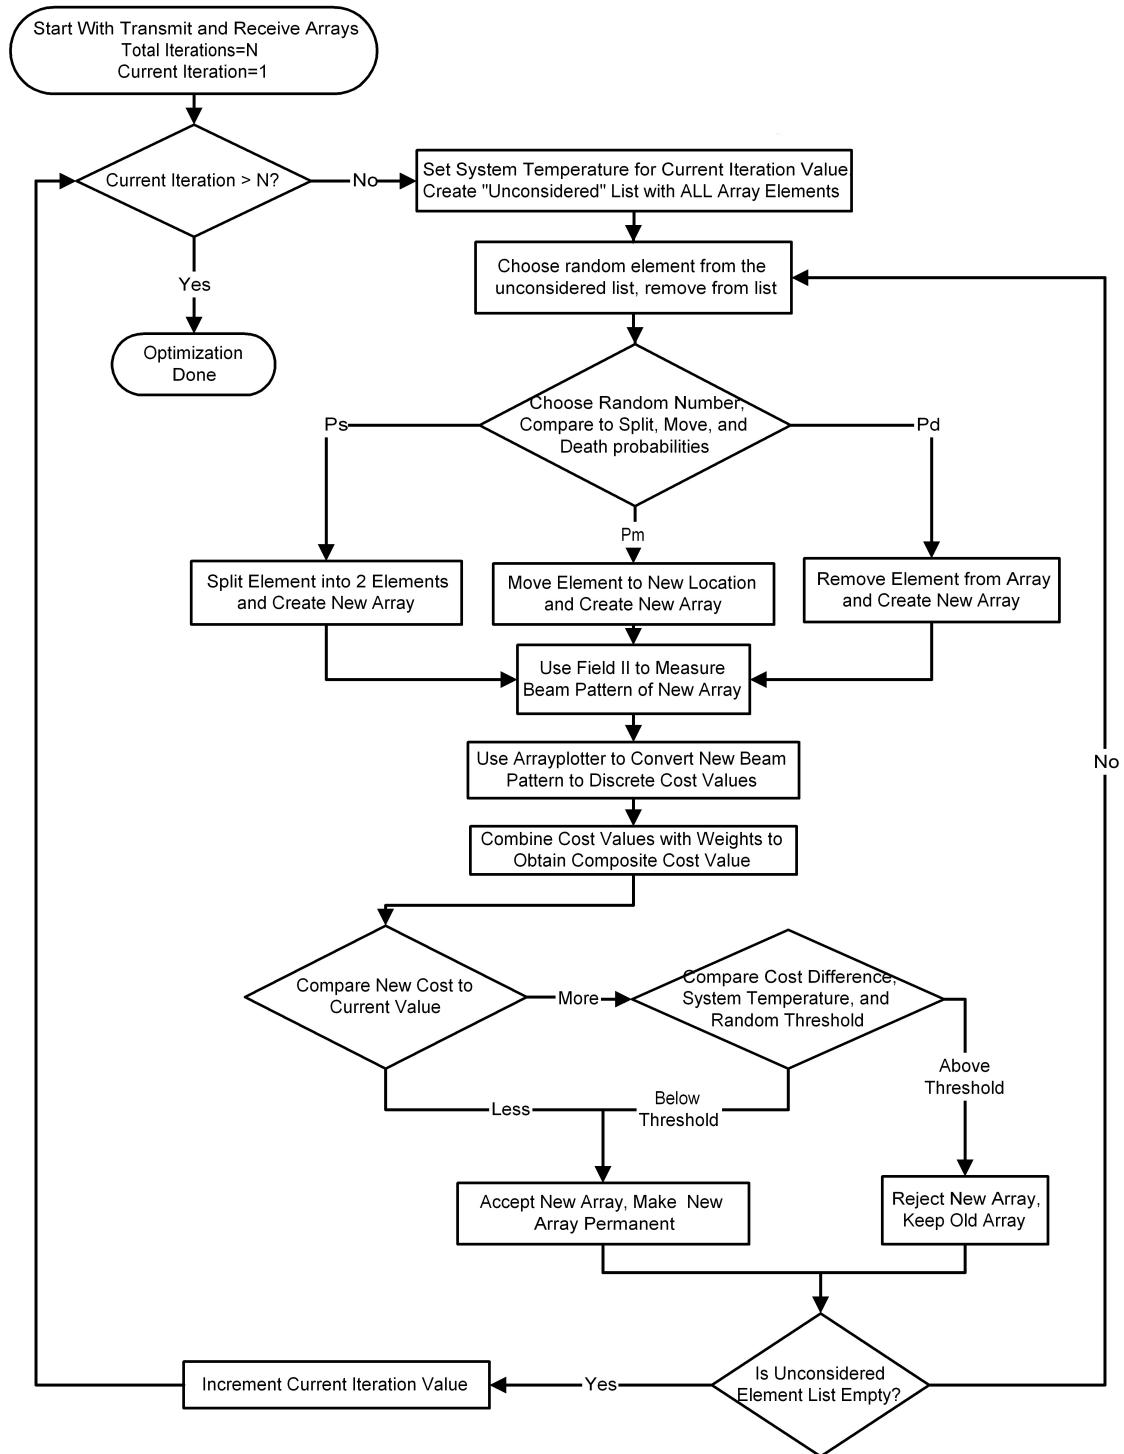 Start With Transmit and Receive Arrays
Total Iterations=N
Current Iteration=1
Current Iteration > N?
No
Set System Temperature for Current Iteration Value
Create "Unconsidered" List with ALL Array Elements
Yes
Optimization
Done
Choose random element from the
unconsidered list, remove from list
Choose Random Number,
Compare to Split, Move, and
Death probabilities
Ps
Pm
Pd
Split Element into 2 Elements
and Create New Array
Move Element to New Location
and Create New Array
Remove Element from Array
and Create New Array
Use Field II to Measure
Beam Pattern of New Array
Use Arrayplotter to Convert New Beam
Pattern to Discrete Cost Values
Combine Cost Values with Weights to
Obtain Composite Cost Value
Compare New Cost to
Current Value
More
Compare Cost Difference,
System Temperature, and
Random Threshold
Less
Below
Threshold
Above
Threshold
Accept New Array, Make New
Array Permanent
Reject New Array,
Keep Old Array
Is Unconsidered
Element List Empty?
No
Yes
Increment Current Iteration Value